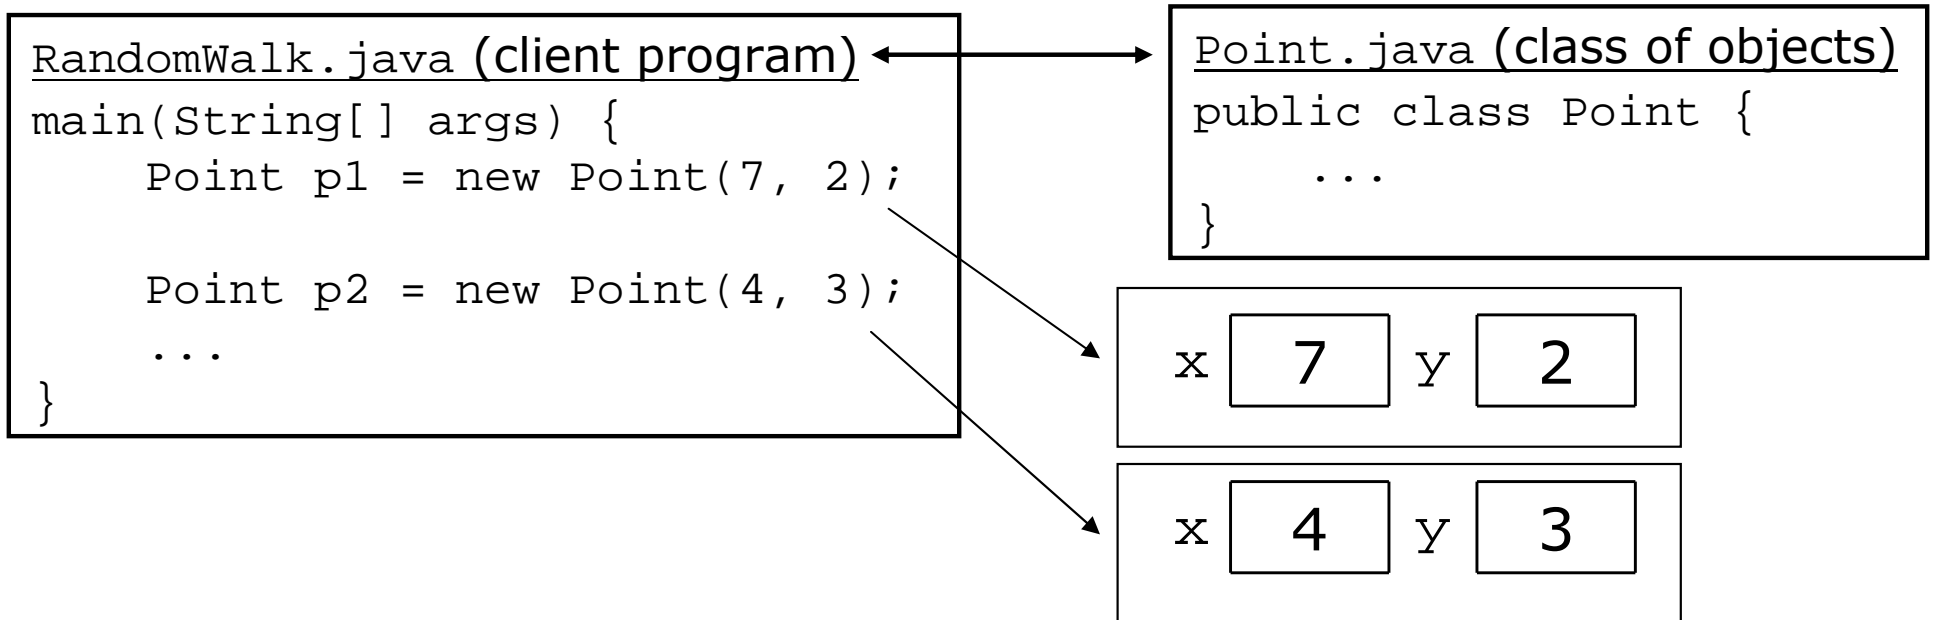 RandomWalk.java (client program)
main(String[] args) {
Point p1 = new Point(7, 2);
Point p2 = new Point(4, 3);
...
}
Point.java (class of objects)
public class Point {
...
}
x 7 y 2
x 4 y 3